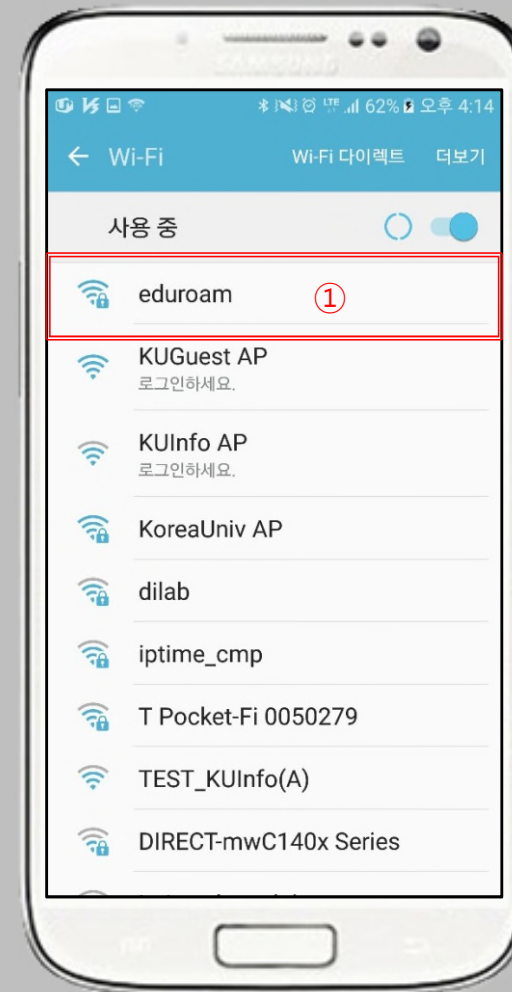 SAMSUNG
LTE 62% 오후 4:14
Wi-Fi Wi-Fi 다이렉트 더보기
사용 중
eduroam ①
KUGuest AP
로그인하세요.
KUInfo AP
로그인하세요.
KoreaUniv AP
dilab
iptime_cmp
T Pocket-Fi 0050279
TEST_KUInfo(A)
DIRECT-mwC140x Series